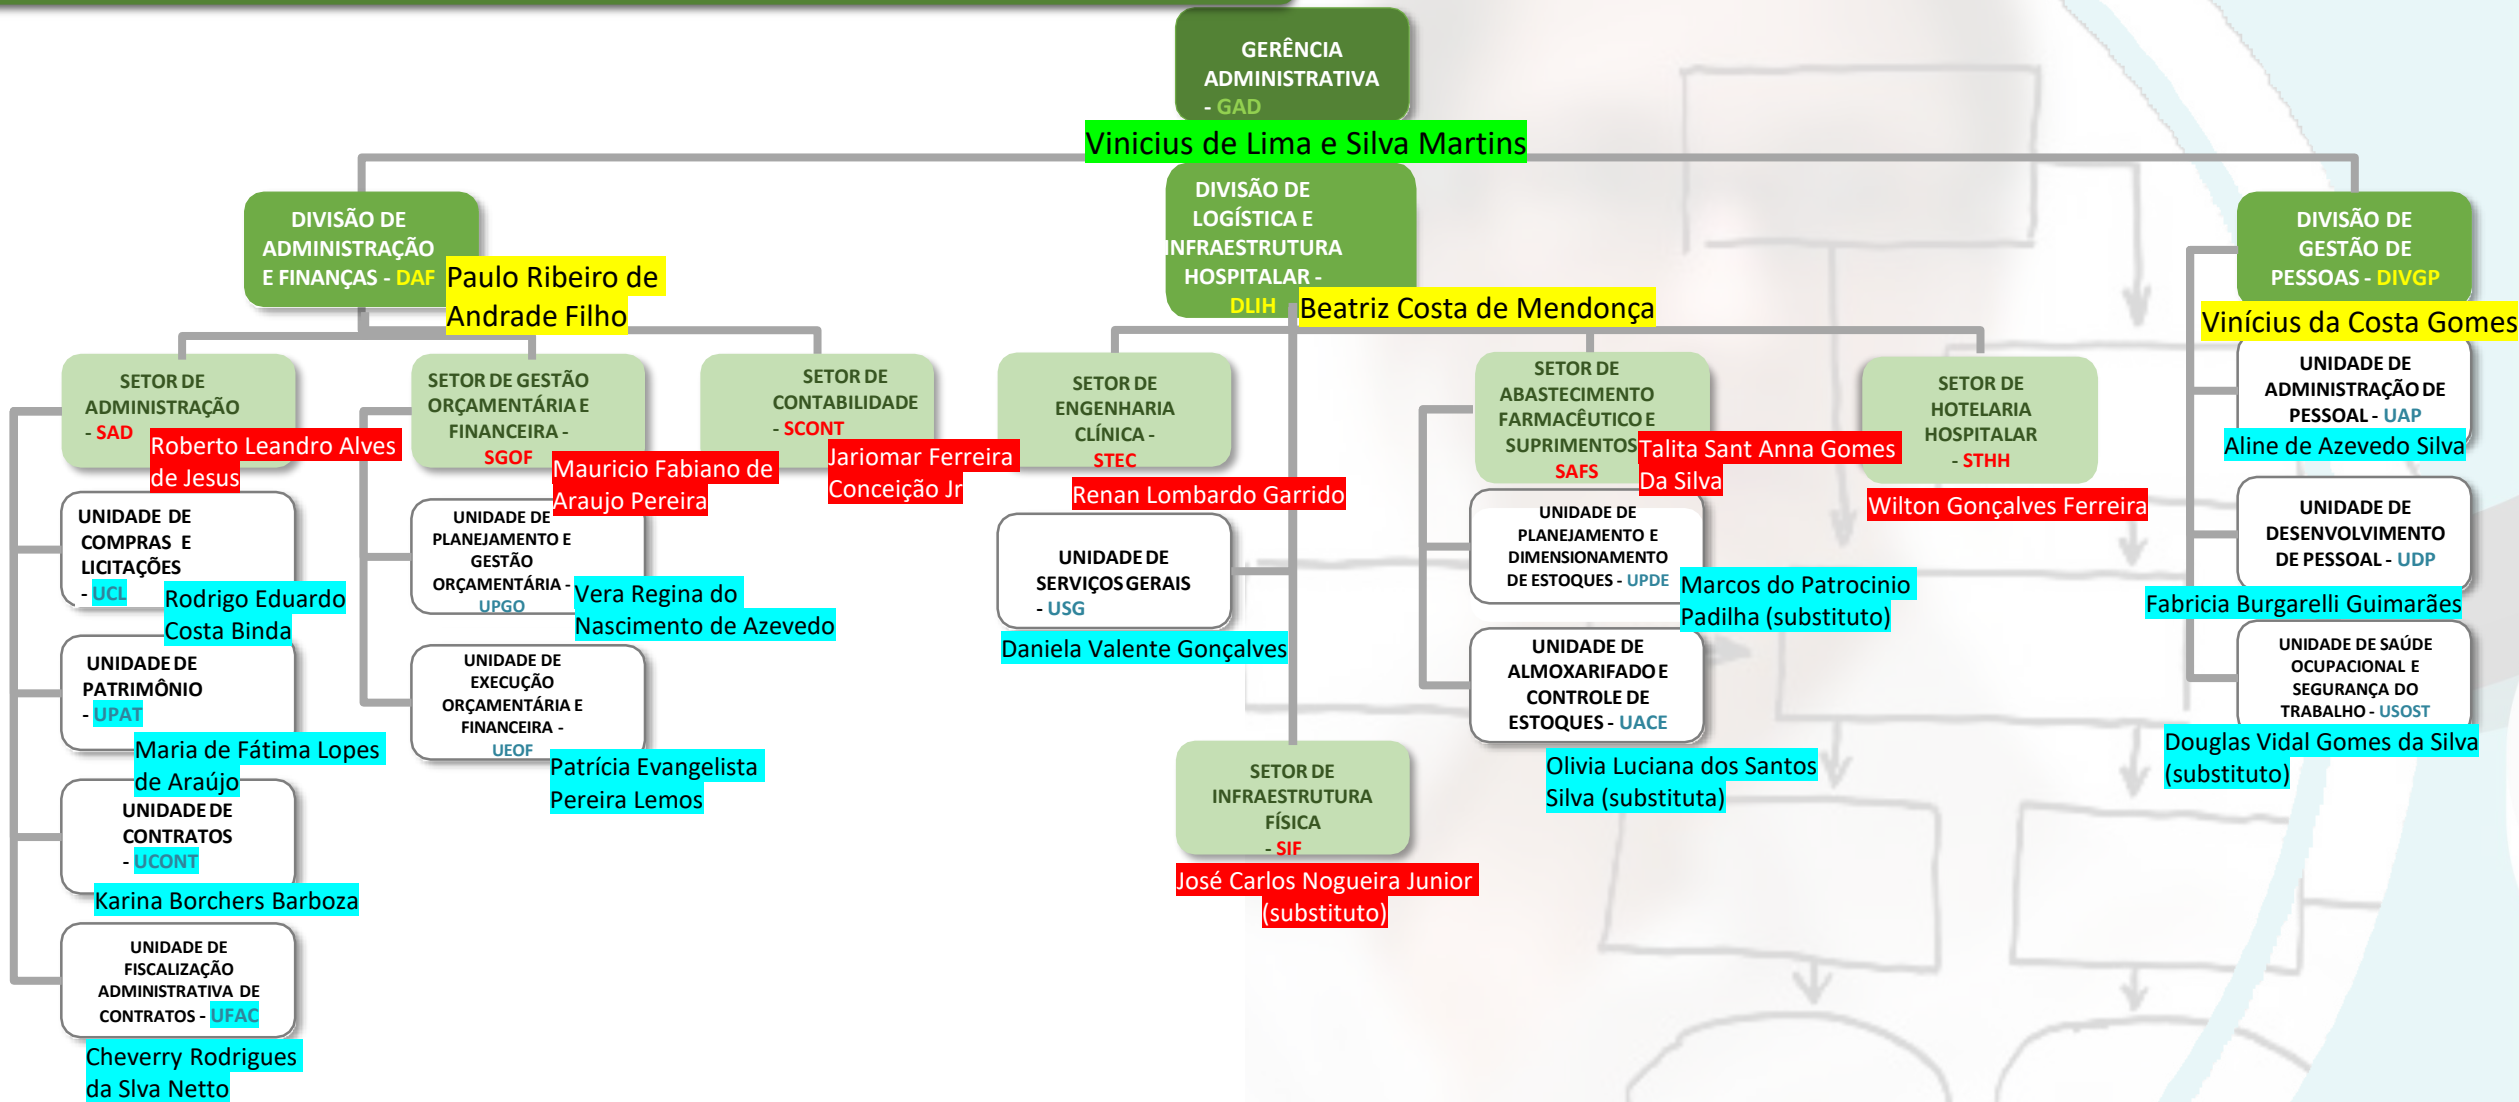 GERÊNCIA
ADMINISTRATIVA
- GAD
Vinicius de Lima e Silva Martins
DIVISÃO DE
ADMINISTRAÇÃO
E FINANÇAS - DAF
Paulo Ribeiro de
Andrade Filho
DIVISÃO DE
LOGÍSTICA E
INFRAESTRUTURA
HOSPITALAR -
DLIH
Beatriz Costa de Mendonça
DIVISÃO DE
GESTÃO DE
PESSOAS - DIVGP
Vinícius da Costa Gomes
SETOR DE
ADMINISTRAÇÃO
- SAD
Roberto Leandro Alves
de Jesus
UNIDADE DE
COMPRAS E
LICITAÇÕES
- UCL
Rodrigo Eduardo
Costa Binda
UNIDADE DE
PATRIMÔNIO
- UPAT
Maria de Fátima Lopes
de Araújo
UNIDADE DE
CONTRATOS
- UCONT
Karina Borchers Barboza
UNIDADE DE
FISCALIZAÇÃO
ADMINISTRATIVA DE
CONTRATOS - UFAC
Cheverry Rodrigues
da Slva Netto
SETOR DE GESTÃO
ORÇAMENTÁRIA E
FINANCEIRA -
SGOF
Mauricio Fabiano de
Araujo Pereira
UNIDADE DE
PLANEJAMENTO E
GESTÃO
ORÇAMENTÁRIA -
UPGO
Vera Regina do
Nascimento de Azevedo
UNIDADE DE
EXECUÇÃO
ORÇAMENTÁRIA E
FINANCEIRA -
UEOF
Patrícia Evangelista
Pereira Lemos
SETOR DE
CONTABILIDADE
- SCONT
Jariomar Ferreira
Conceição Jr
SETOR DE
ENGENHARIA
CLÍNICA -
STEC
Renan Lombardo Garrido
UNIDADE DE
SERVIÇOS GERAIS
- USG
Daniela Valente Gonçalves
SETOR DE
INFRAESTRUTURA
FÍSICA
- SIF
José Carlos Nogueira Junior
(substituto)
SETOR DE
ABASTECIMENTO
FARMACÊUTICO E
SUPRIMENTOS
SAFS
Talita Sant Anna Gomes
Da Silva
UNIDADE DE
PLANEJAMENTO E
DIMENSIONAMENTO
DE ESTOQUES - UPDE
Marcos do Patrocinio
Padilha (substituto)
UNIDADE DE
ALMOXARIFADO E
CONTROLE DE
ESTOQUES - UACE
Olivia Luciana dos Santos
Silva (substituta)
SETOR DE
HOTELARIA
HOSPITALAR
- STHH
Wilton Gonçalves Ferreira
UNIDADE DE
ADMINISTRAÇÃO DE
PESSOAL - UAP
Aline de Azevedo Silva
UNIDADE DE
DESENVOLVIMENTO
DE PESSOAL - UDP
Fabricia Burgarelli Guimarães
UNIDADE DE SAÚDE
OCUPACIONAL E
SEGURANÇA DO
TRABALHO - USOST
Douglas Vidal Gomes da Silva
(substituto)